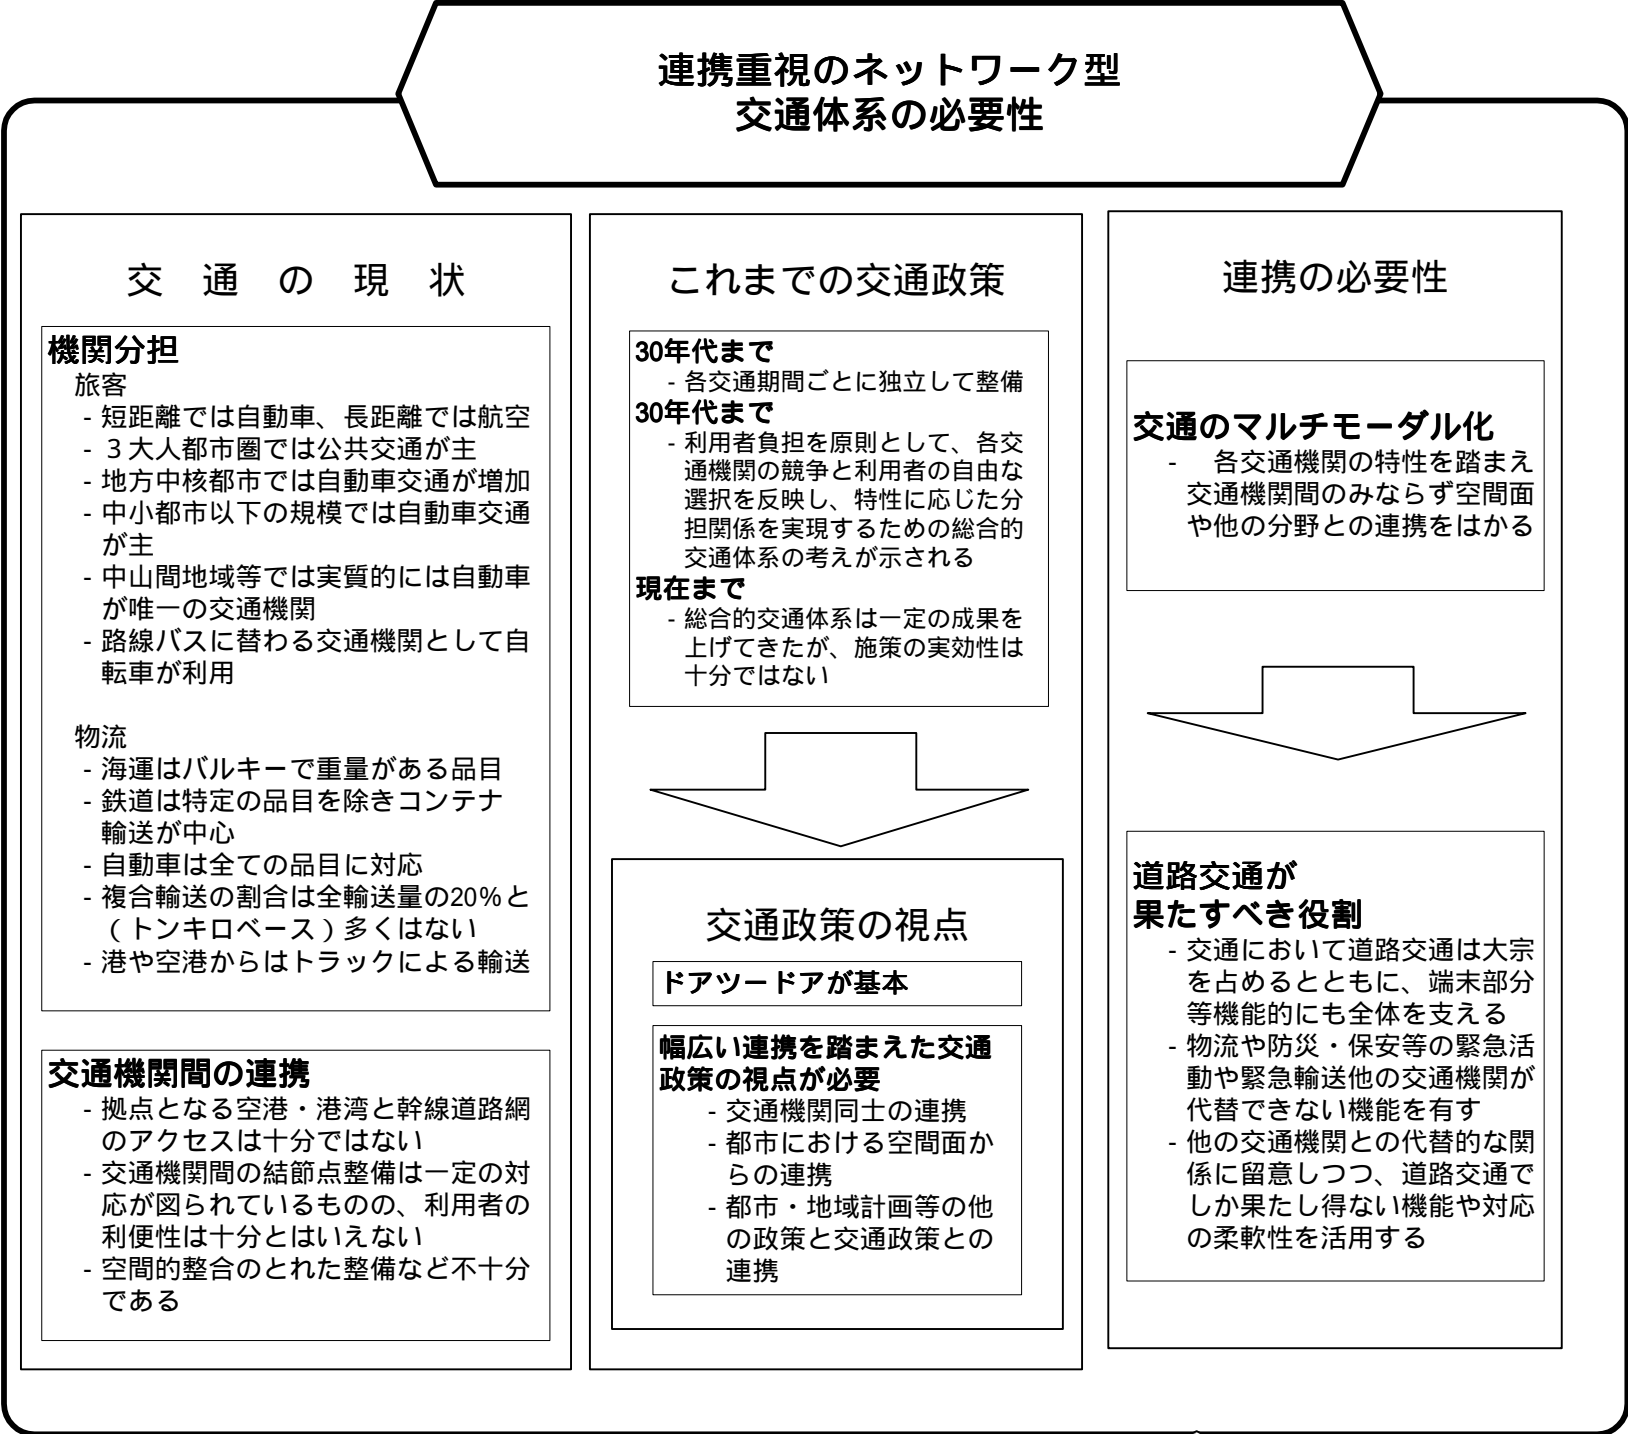 連携重視のネットワーク型
交通体系の必要性
交　通　の　現　状
機関分担
旅客
- 短距離では自動車、長距離では航空
- ３大人都市圏では公共交通が主
- 地方中核都市では自動車交通が増加
- 中小都市以下の規模では自動車交通
が主
- 中山間地域等では実質的には自動車
が唯一の交通機関
- 路線バスに替わる交通機関として自
転車が利用
物流
- 海運はバルキーで重量がある品目
- 鉄道は特定の品目を除きコンテナ
輸送が中心
- 自動車は全ての品目に対応
- 複合輸送の割合は全輸送量の20％と
（トンキロベース）多くはない
- 港や空港からはトラックによる輸送
交通機関間の連携
- 拠点となる空港・港湾と幹線道路網
のアクセスは十分ではない
- 交通機関間の結節点整備は一定の対
応が図られているものの、利用者の
利便性は十分とはいえない
- 空間的整合のとれた整備など不十分
である
これまでの交通政策
30年代まで
- 各交通期間ごとに独立して整備
30年代まで
- 利用者負担を原則として、各交
通機関の競争と利用者の自由な
選択を反映し、特性に応じた分
担関係を実現するための総合的
交通体系の考えが示される
現在まで
- 総合的交通体系は一定の成果を
上げてきたが、施策の実効性は
十分ではない
交通政策の視点
ドアツードアが基本
幅広い連携を踏まえた交通
政策の視点が必要
- 交通機関同士の連携
- 都市における空間面か
らの連携
- 都市・地域計画等の他
の政策と交通政策との
連携
連携の必要性
交通のマルチモーダル化
-　各交通機関の特性を踏まえ
交通機関間のみならず空間面
や他の分野との連携をはかる
道路交通が
果たすべき役割
- 交通において道路交通は大宗
を占めるとともに、端末部分
等機能的にも全体を支える
- 物流や防災・保安等の緊急活
動や緊急輸送他の交通機関が
代替できない機能を有す
- 他の交通機関との代替的な関
係に留意しつつ、道路交通で
しか果たし得ない機能や対応
の柔軟性を活用する